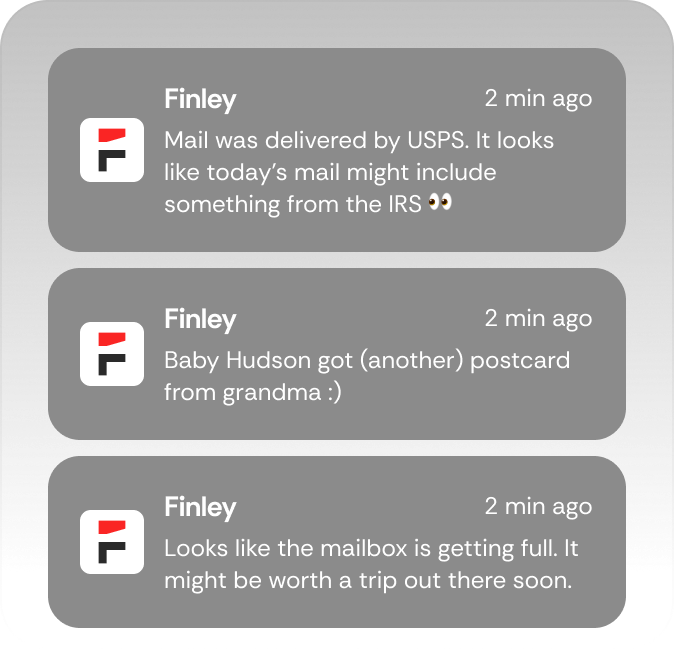 Finley
2 min ago
Mail was delivered by USPS. It looks
like today’s mail might include
something from the IRS 👀
Finley
2 min ago
Baby Hudson got (another) postcard
from grandma :)
Finley
2 min ago
Looks like the mailbox is getting full. It
might be worth a trip out there soon.